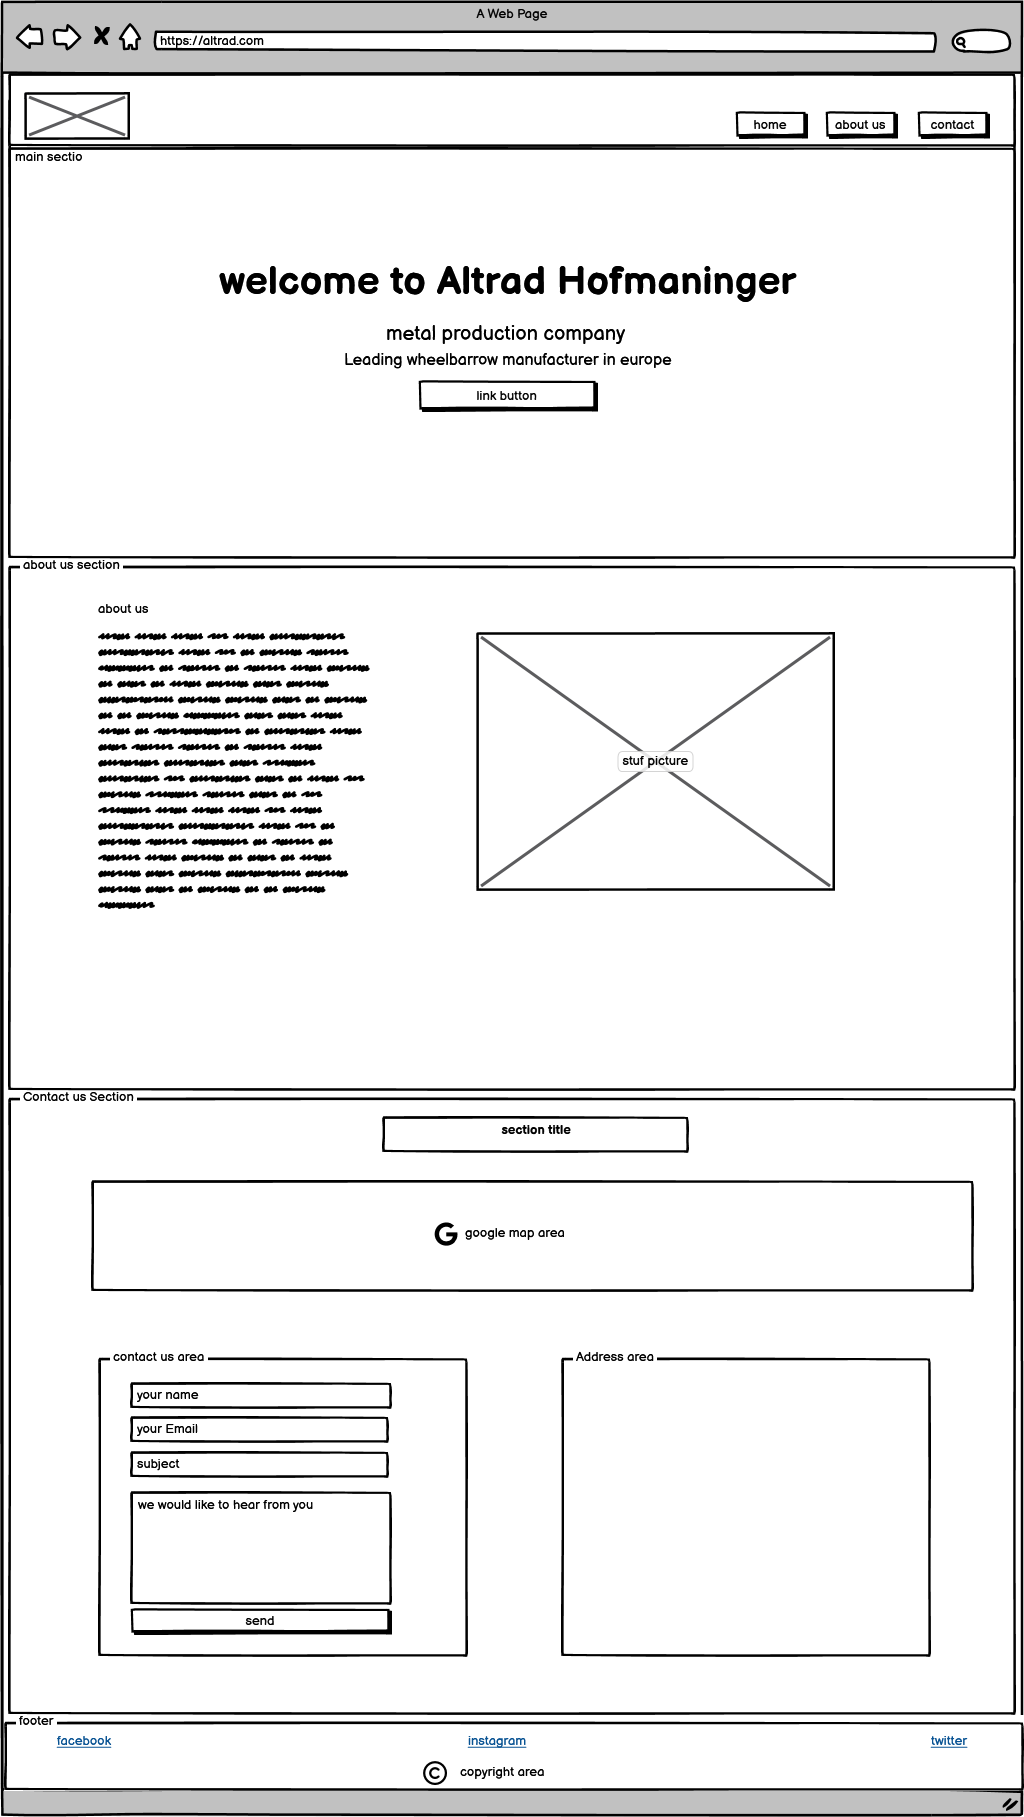 A Web Page
https://altrad.com
home
about us
contact
main sectio
welcome to Altrad Hofmaninger
metal production company
Leading wheelbarrow manufacturer in europe
link button
about us section
about us
stuf picture
Contact us Section
section title
google map area
contact us area
your name
your Email
subject
we would like to hear from you
send
Address area
footer
facebook
instagram
twitter
© copyright area